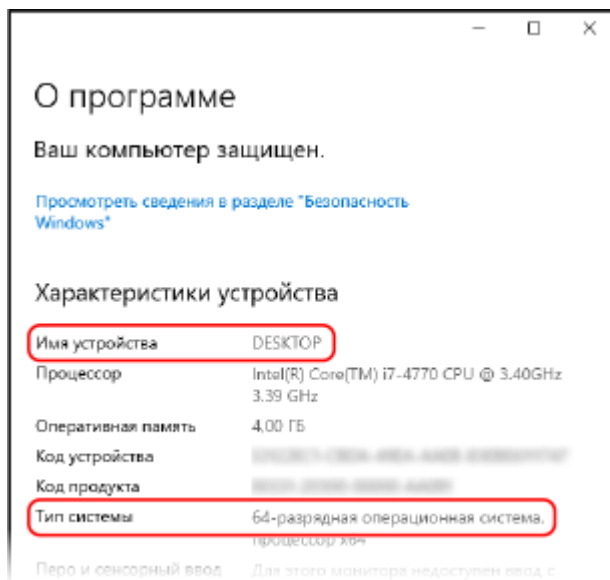 О программе
Ваш компьютер защищен.
Просмотреть сведения в разделе "Безопасность
Windows"
Характеристики устройства
Имя устройства DESKTOP
Процессор Intel(R) Core(TM) i7-4770 CPU @ 3.40GHz
3.39 GHz
Оперативная память 4,00 ГБ
Код устройства
Код продукта
Тип системы 64-разрядная операционная система,
процессор x64
Перо и сенсорный ввод Для этого монитора недоступен ввод с